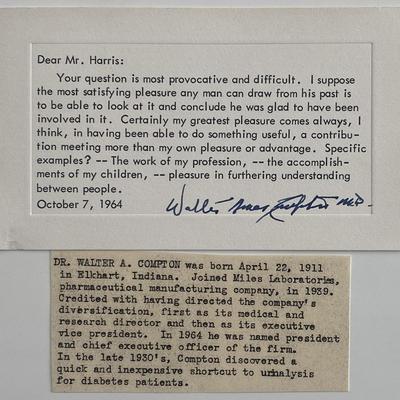 Dear Mr. Harris:
Your question is most provocative and difficult. I suppose
the most satisfying pleasure any man can draw from his past is
to be able to look at it and conclude he was glad to have been
involved in it. Certainly my greatest pleasure comes always, I
think, in having been able to do something useful, a contribu-
tion meeting more than my own pleasure or advantage. Specific
examples? -- The work of my profession, -- the accomplish-
ments of my children, -- pleasure in furthering understanding
between people.
October 7, 1964 Walter Ames Compton M.D.
DR. WALTER A. COMPTON was born April 22, 1911
in Elkhart, Indiana. Joined Miles Laboratories,
pharmaceutical manufacturing company, in 1939.
Credited with having directed the company's
diversification, first as its medical and
research director and then as its executive
vice president. In 1964 he was named president
and chief executive officer of the firm.
In the late 1930's, Compton discovered a
quick and inexpensive shortcut to urinalysis
for diabetes patients.